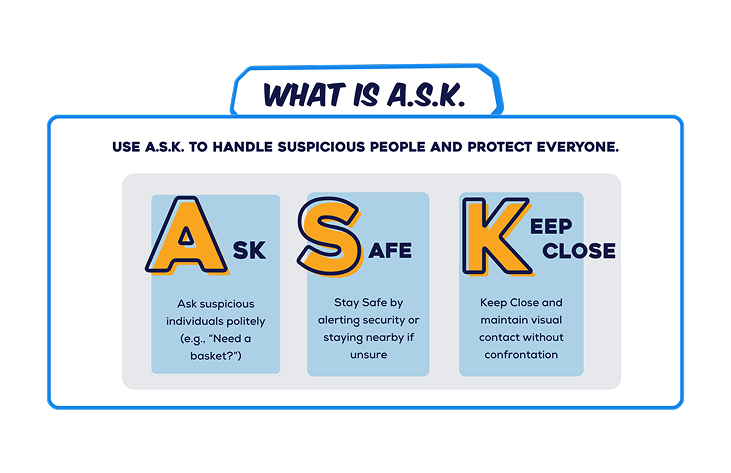 WHAT IS A.S.K.
USE A.S.K. TO HANDLE SUSPICIOUS PEOPLE AND PROTECT EVERYONE.
ASK
Ask suspicious
individuals politely
(e.g., “Need a
basket?”)
SAFE
Stay Safe by
alerting security or
staying nearby if
unsure
KEEP
CLOSE
Keep Close and
maintain visual
contact without
confrontation